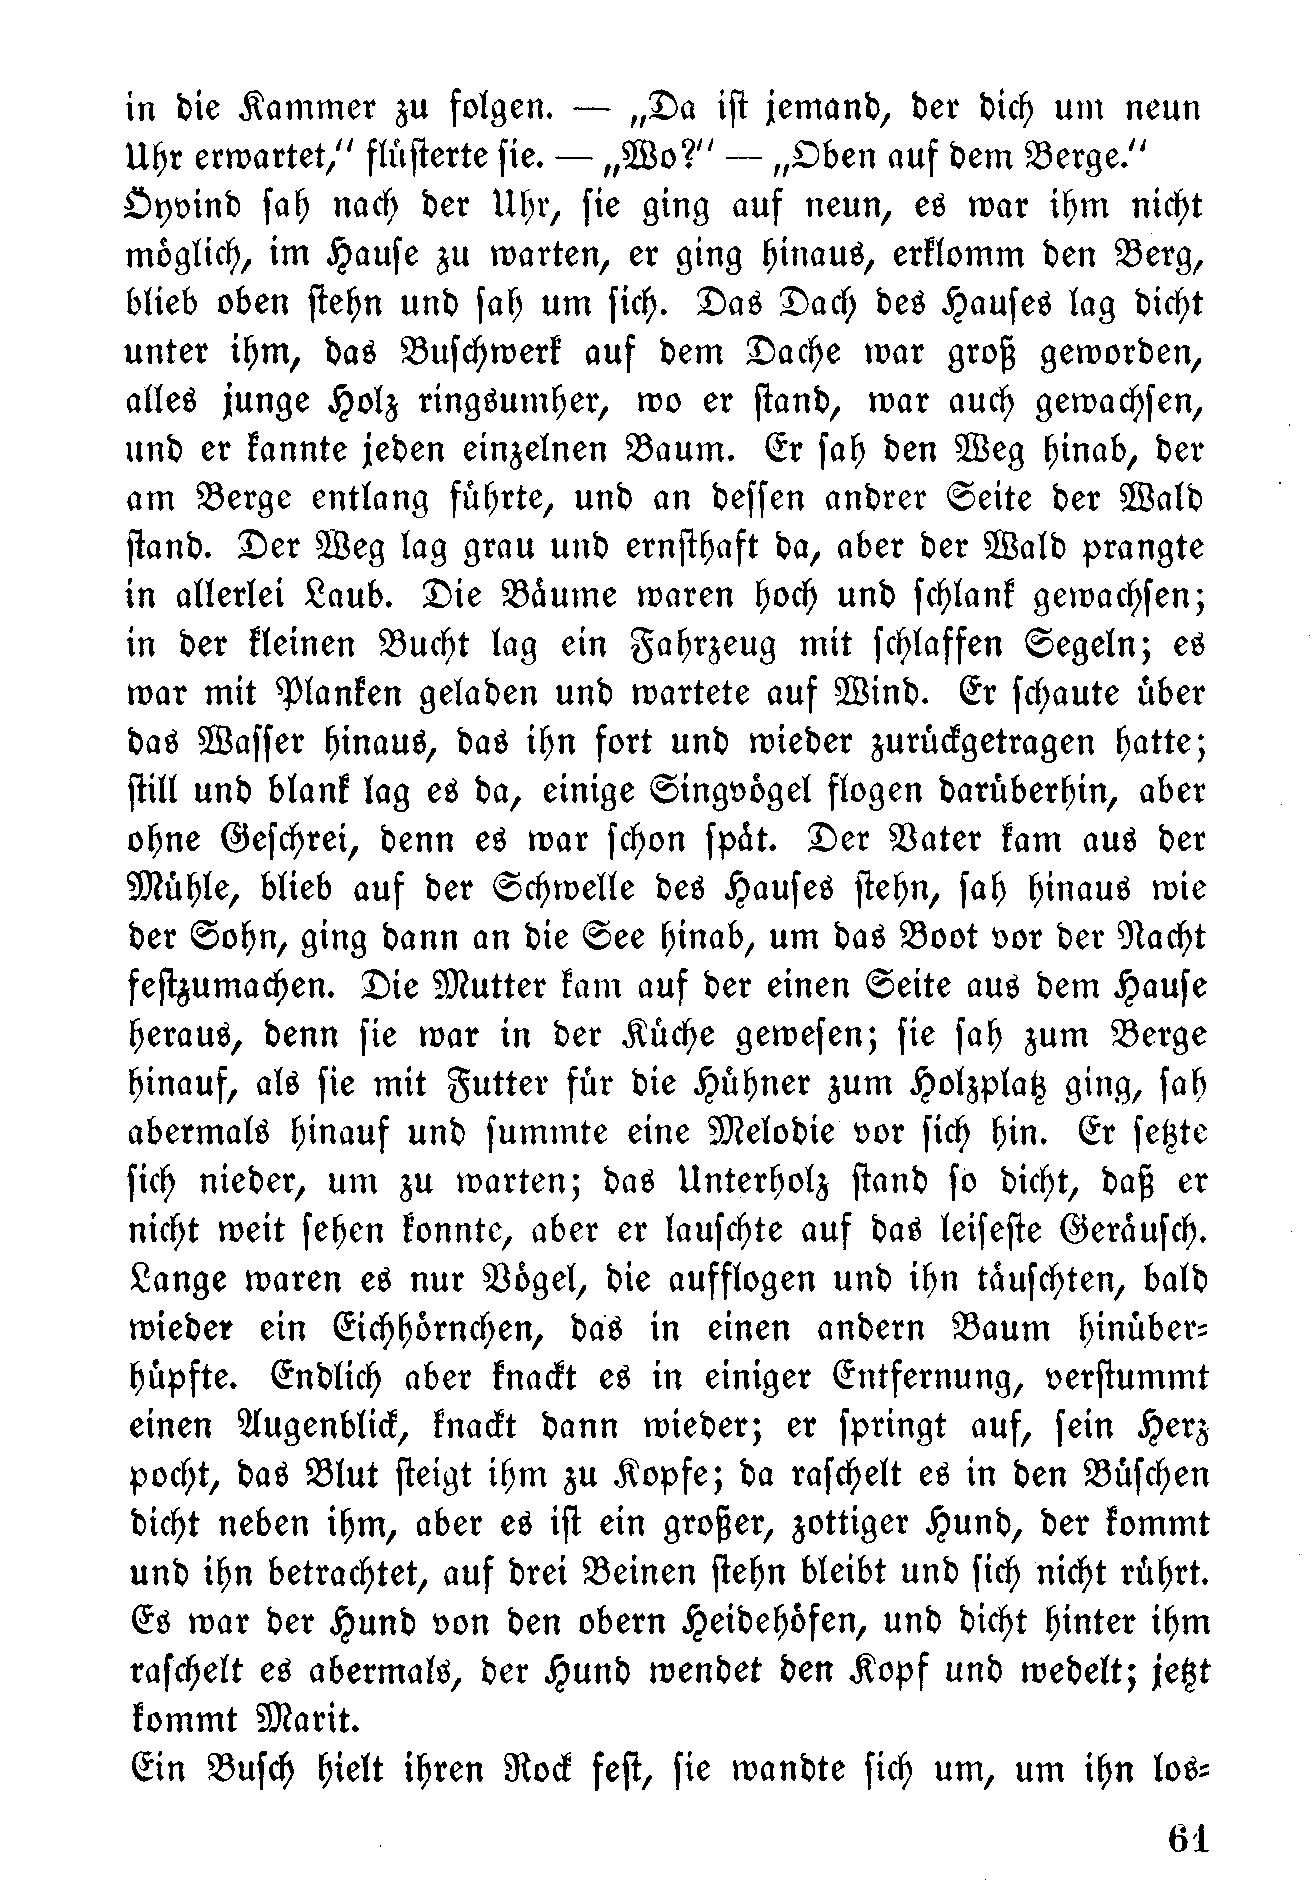 in die Kammer zu folgen. — „Da ist jemand, der dich um neun
Uhr erwartet,“ flüsterte sie. — „Wo?“ — „Oben auf dem Berge.“
Öyvind sah nach der Uhr, sie ging auf neun, es war ihm nicht
möglich, im Hause zu warten, er ging hinaus, erklomm den Berg,
blieb oben stehn und sah um sich. Das Dach des Hauses lag dicht
unter ihm, das Buschwerk auf dem Dache war groß geworden,
alles junge Holz ringsumher, wo er stand, war auch gewachsen,
und er kannte jeden einzelnen Baum. Er sah den Weg hinab, der
am Berge entlang führte, und an dessen andrer Seite der Wald
stand. Der Weg lag grau und ernsthaft da, aber der Wald prangte
in allerlei Laub. Die Bäume waren hoch und schlank gewachsen;
in der kleinen Bucht lag ein Fahrzeug mit schlaffen Segeln; es
war mit Planken geladen und wartete auf Wind. Er schaute über
das Wasser hinaus, das ihn fort und wieder zurückgetragen hatte;
still und blank lag es da, einige Singvögel flogen darüberhin, aber
ohne Geschrei, denn es war schon spät. Der Vater kam aus der
Mühle, blieb auf der Schwelle des Hauses stehn, sah hinaus wie
der Sohn, ging dann an die See hinab, um das Boot vor der Nacht
festzumachen. Die Mutter kam auf der einen Seite aus dem Hause
heraus, denn sie war in der Küche gewesen; sie sah zum Berge
hinauf, als sie mit Futter für die Hühner zum Holzplatz ging, sah
abermals hinauf und summte eine Melodie vor sich hin. Er setzte
sich nieder, um zu warten; das Unterholz stand so dicht, daß er
nicht weit sehen konnte, aber er lauschte auf das leiseste Geräusch.
Lange waren es nur Vögel, die aufflogen und ihn täuschten, bald
wieder ein Eichhörnchen, das in einen andern Baum hinüber-
hüpfte. Endlich aber knackt es in einiger Entfernung, verstummt
einen Augenblick, knackt dann wieder; er springt auf, sein Herz
pocht, das Blut steigt ihm zu Kopfe; da raschelt es in den Büschen
dicht neben ihm, aber es ist ein großer, zottiger Hund, der kommt
und ihn betrachtet, auf drei Beinen stehn bleibt und sich nicht rührt.
Es war der Hund von den obern Heidehöfen, und dicht hinter ihm
raschelt es abermals, der Hund wendet den Kopf und wedelt; jetzt
kommt Marit.
Ein Busch hielt ihren Rock fest, sie wandte sich um, um ihn los-
61